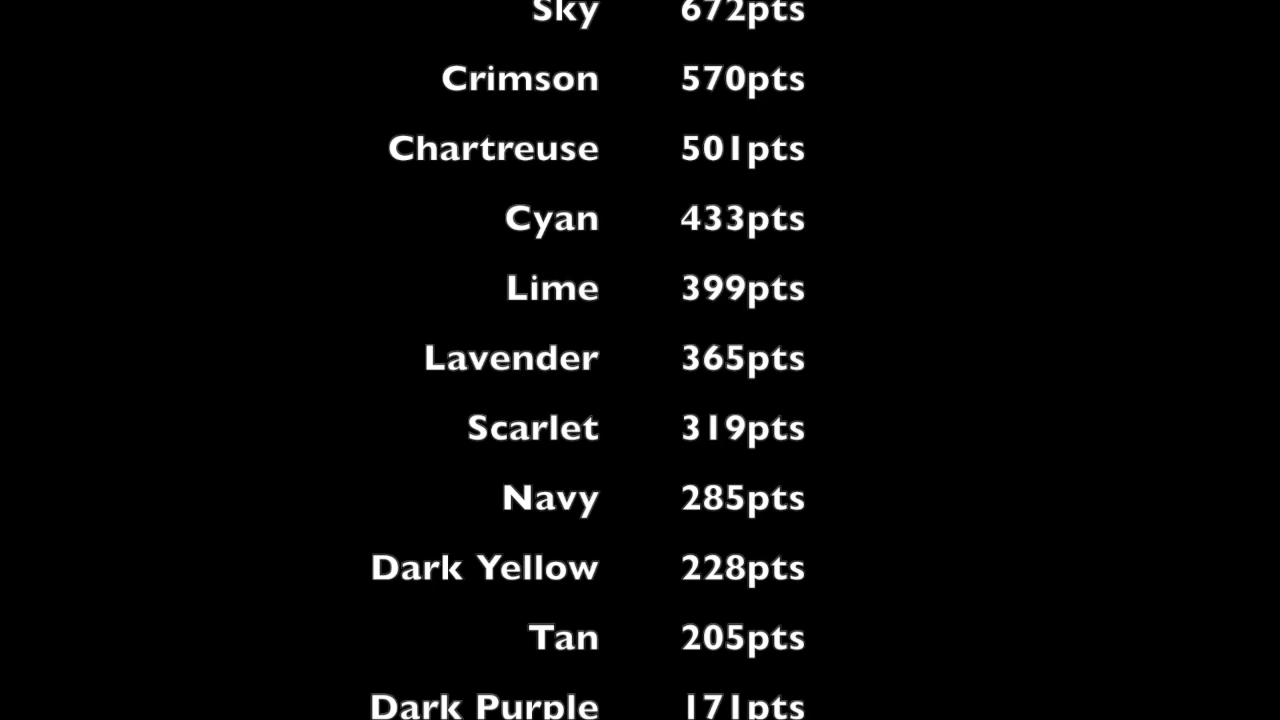 Sky 672pts
Crimson 570pts
Chartreuse 501pts
Cyan 433pts
Lime 399pts
Lavender 365pts
Scarlet 319pts
Navy 285pts
Dark Yellow 228pts
Tan 205pts
Dark Purple 171pts